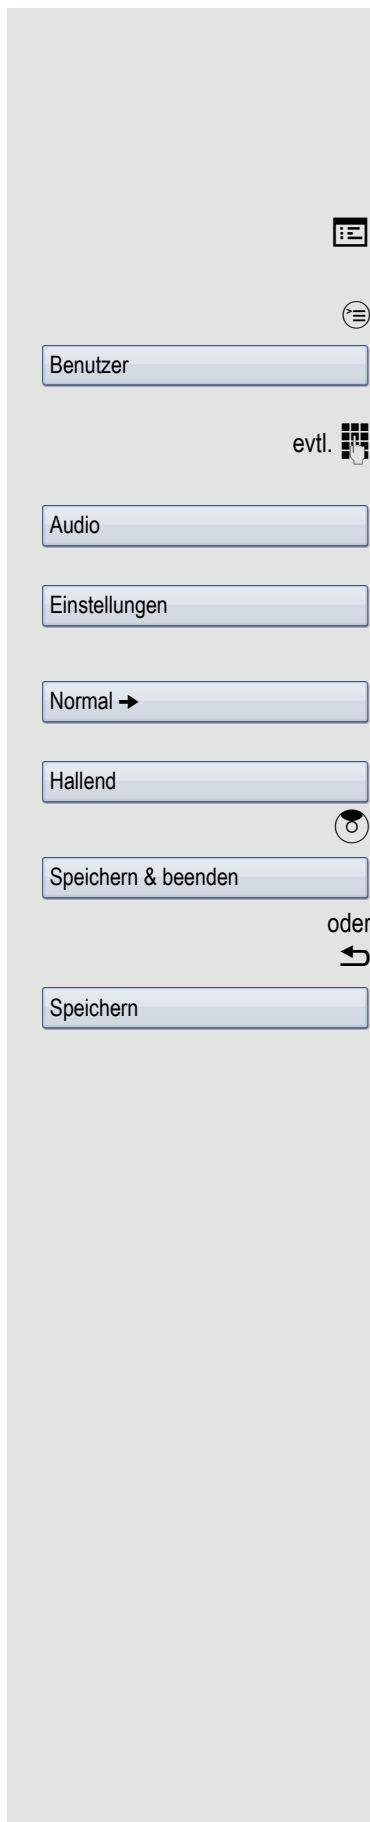 Benutzer
evtl.
Audio
Einstellungen
Normal →
Hallend
Speichern & beenden
oder
Speichern